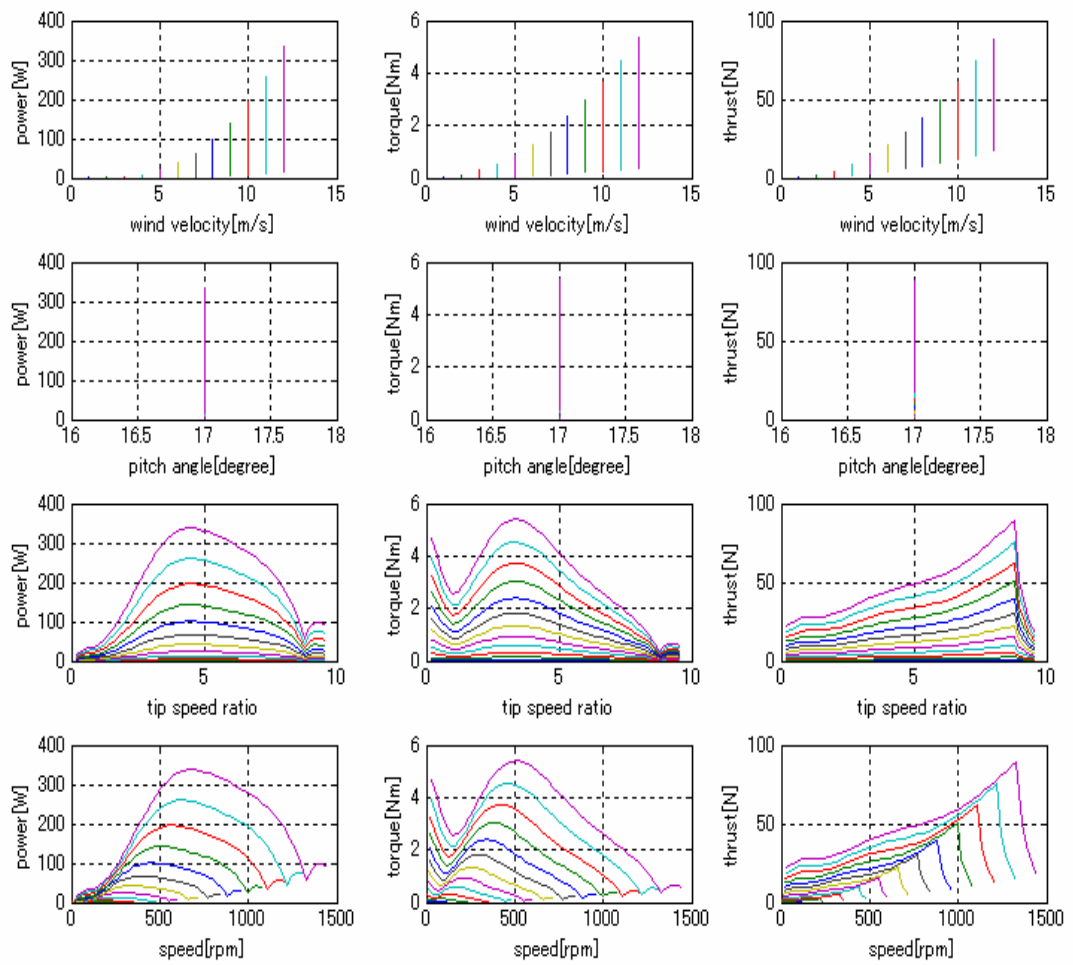 400 300 200 100 0
power[W]
0 5 10 15
wind velocity[m/s]
6 4 2 0
torque[Nm]
0 5 10 15
wind velocity[m/s]
100 50 0
thrust[N]
0 5 10 15
wind velocity[m/s]
400 300 200 100 0
power[W]
16 16.5 17 17.5 18
pitch angle[degree]
6 4 2 0
torque[Nm]
16 16.5 17 17.5 18
pitch angle[degree]
100 50 0
thrust[N]
16 16.5 17 17.5 18
pitch angle[degree]
400 300 200 100 0
power[W]
0 5 10
tip speed ratio
6 4 2 0
torque[Nm]
0 5 10
tip speed ratio
100 50 0
thrust[N]
0 5 10
tip speed ratio
400 300 200 100 0
power[W]
0 500 1000 1500
speed[rpm]
6 4 2 0
torque[Nm]
0 500 1000 1500
speed[rpm]
100 50 0
thrust[N]
0 500 1000 1500
speed[rpm]